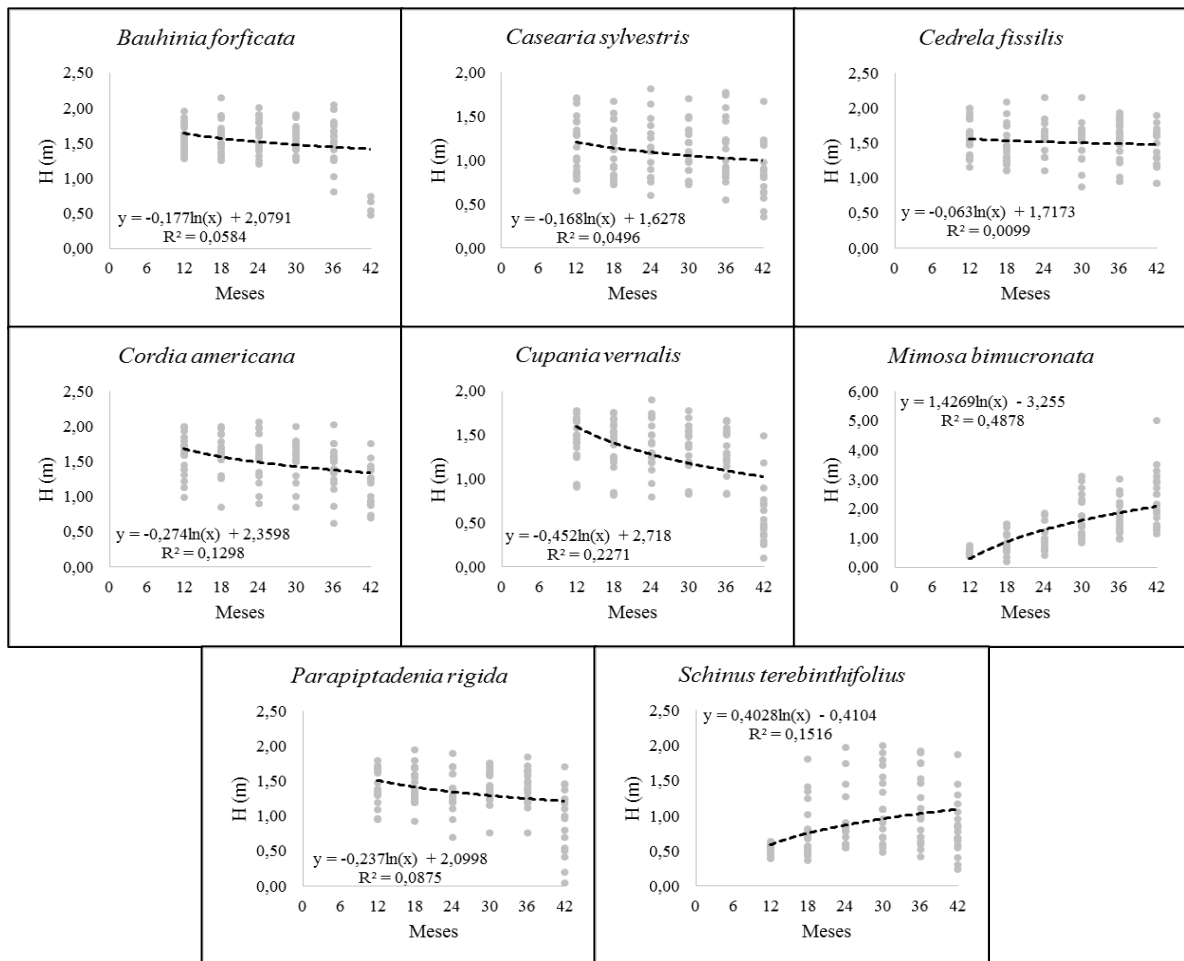 Bauhinia forficata
H (m)
2,50
2,00
1,50
1,00
0,50
0,00
y = -0,177ln(x) + 2,0791
R² = 0,0584
0 6 12 18 24 30 36 42
Meses
Casearia sylvestris
H (m)
2,00
1,50
1,00
0,50
0,00
y = -0,168ln(x) + 1,6278
R² = 0,0496
0 6 12 18 24 30 36 42
Meses
Cedrela fissilis
H (m)
2,50
2,00
1,50
1,00
0,50
0,00
y = -0,063ln(x) + 1,7173
R² = 0,0099
0 6 12 18 24 30 36 42
Meses
Cordia americana
H (m)
2,50
2,00
1,50
1,00
0,50
0,00
y = -0,274ln(x) + 2,3598
R² = 0,1298
0 6 12 18 24 30 36 42
Meses
Cupania vernalis
H (m)
2,00
1,50
1,00
0,50
0,00
y = -0,452ln(x) + 2,718
R² = 0,2271
0 6 12 18 24 30 36 42
Meses
Mimosa bimucronata
H (m)
6,00
5,00
4,00
3,00
2,00
1,00
0,00
y = 1,4269ln(x) - 3,255
R² = 0,4878
0 6 12 18 24 30 36 42
Meses
Parapiptadenia rigida
H (m)
2,50
2,00
1,50
1,00
0,50
0,00
y = -0,237ln(x) + 2,0998
R² = 0,0875
0 6 12 18 24 30 36 42
Meses
Schinus terebinthifolius
H (m)
2,50
2,00
1,50
1,00
0,50
0,00
y = 0,4028ln(x) - 0,4104
R² = 0,1516
0 6 12 18 24 30 36 42
Meses